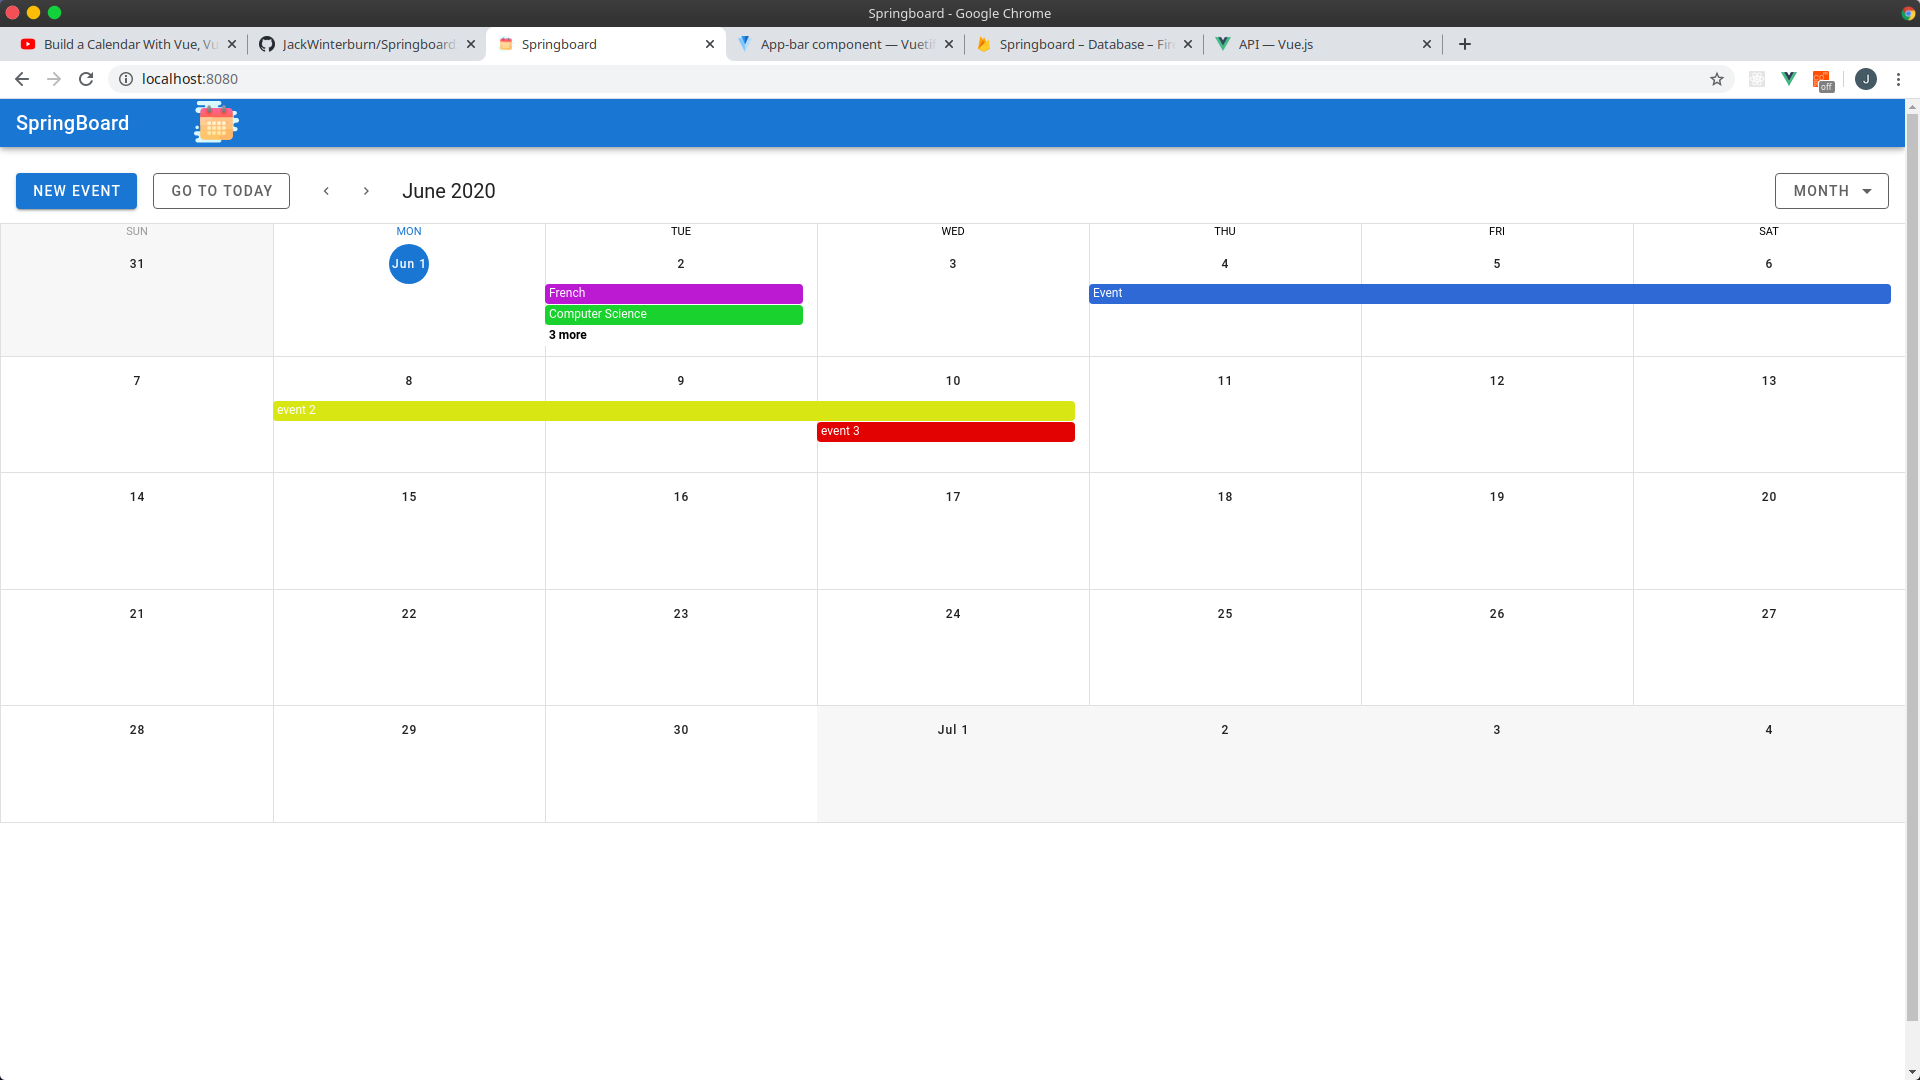 Springboard - Google Chrome
Build a Calendar With Vue, Vu
JackWinterburn/Springboard:
Springboard
App-bar component — Vuetif
Springboard – Database – Fir
API — Vue.js
localhost:8080
off
J
SpringBoard
NEW EVENT
GO TO TODAY
June 2020
MONTH
SUN MON TUE WED THU FRI SAT
31 Jun 1 2 3 4 5 6
French
Event
Computer Science
3 more
7 8 9 10 11 12 13
event 2
event 3
14 15 16 17 18 19 20
21 22 23 24 25 26 27
28 29 30 Jul 1 2 3 4